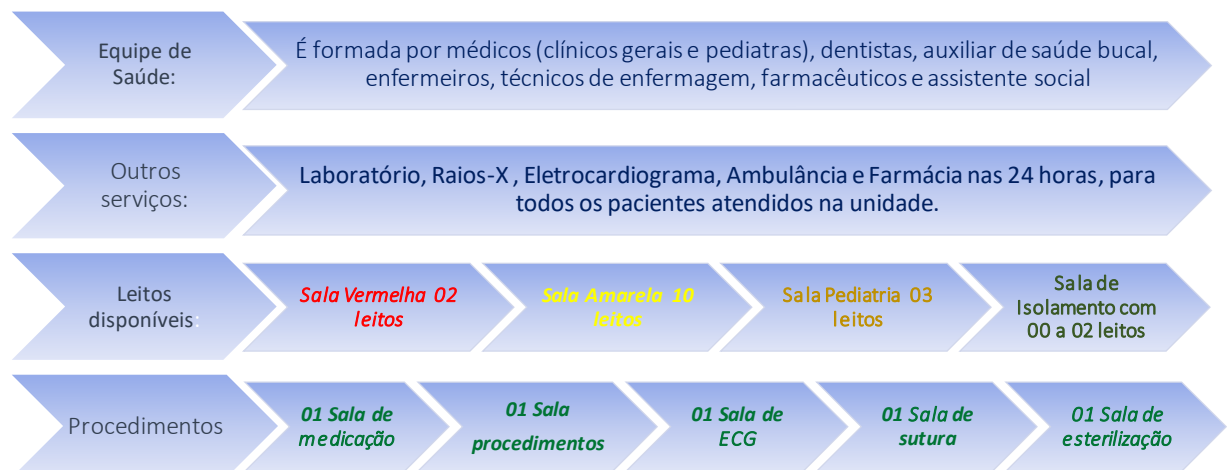 Equipe de
Saúde:
É formada por médicos (clínicos gerais e pediatras), dentistas, auxiliar de saúde bucal,
enfermeiros, técnicos de enfermagem, farmacêuticos e assistente social
Outros
serviços:
Laboratório, Raios-X , Eletrocardiograma, Ambulância e Farmácia nas 24 horas, para
todos os pacientes atendidos na unidade.
Leitos
disponíveis:
Sala Vermelha 02
leitos
Sala Amarela 10
leitos
Sala Pediatria 03
leitos
Sala de
Isolamento com
00 a 02 leitos
Procedimentos
01 Sala de
medicação
01 Sala
procedimentos
01 Sala de
ECG
01 Sala de
sutura
01 Sala de
esterilização